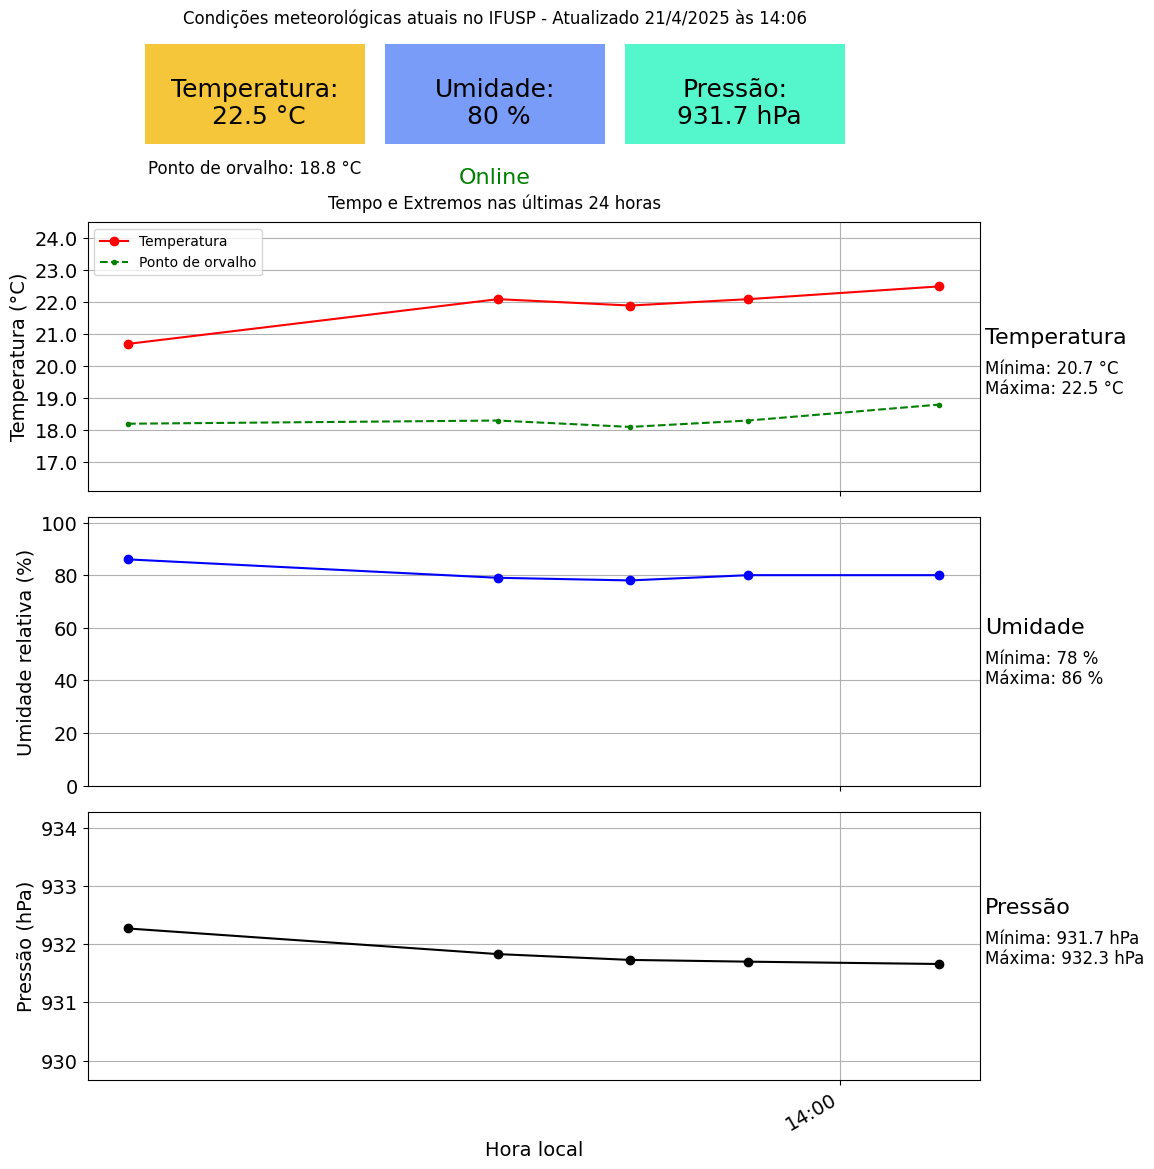 Condições meteorológicas atuais no IFUSP - Atualizado 21/4/2025 às 14:06
Temperatura:
22.5 °C
Umidade:
80 %
Pressão:
931.7 hPa
Ponto de orvalho: 18.8 °C
Online
Tempo e Extremos nas últimas 24 horas
Temperatura (°C)
24.0
23.0
22.0
21.0
20.0
19.0
18.0
17.0
Temperatura
Ponto de orvalho
Temperatura
Mínima: 20.7 °C
Máxima: 22.5 °C
Umidade relativa (%)
100
80
60
40
20
0
Umidade
Mínima: 78 %
Máxima: 86 %
Pressão (hPa)
934
933
932
931
930
Pressão
Mínima: 931.7 hPa
Máxima: 932.3 hPa
14:00
Hora local